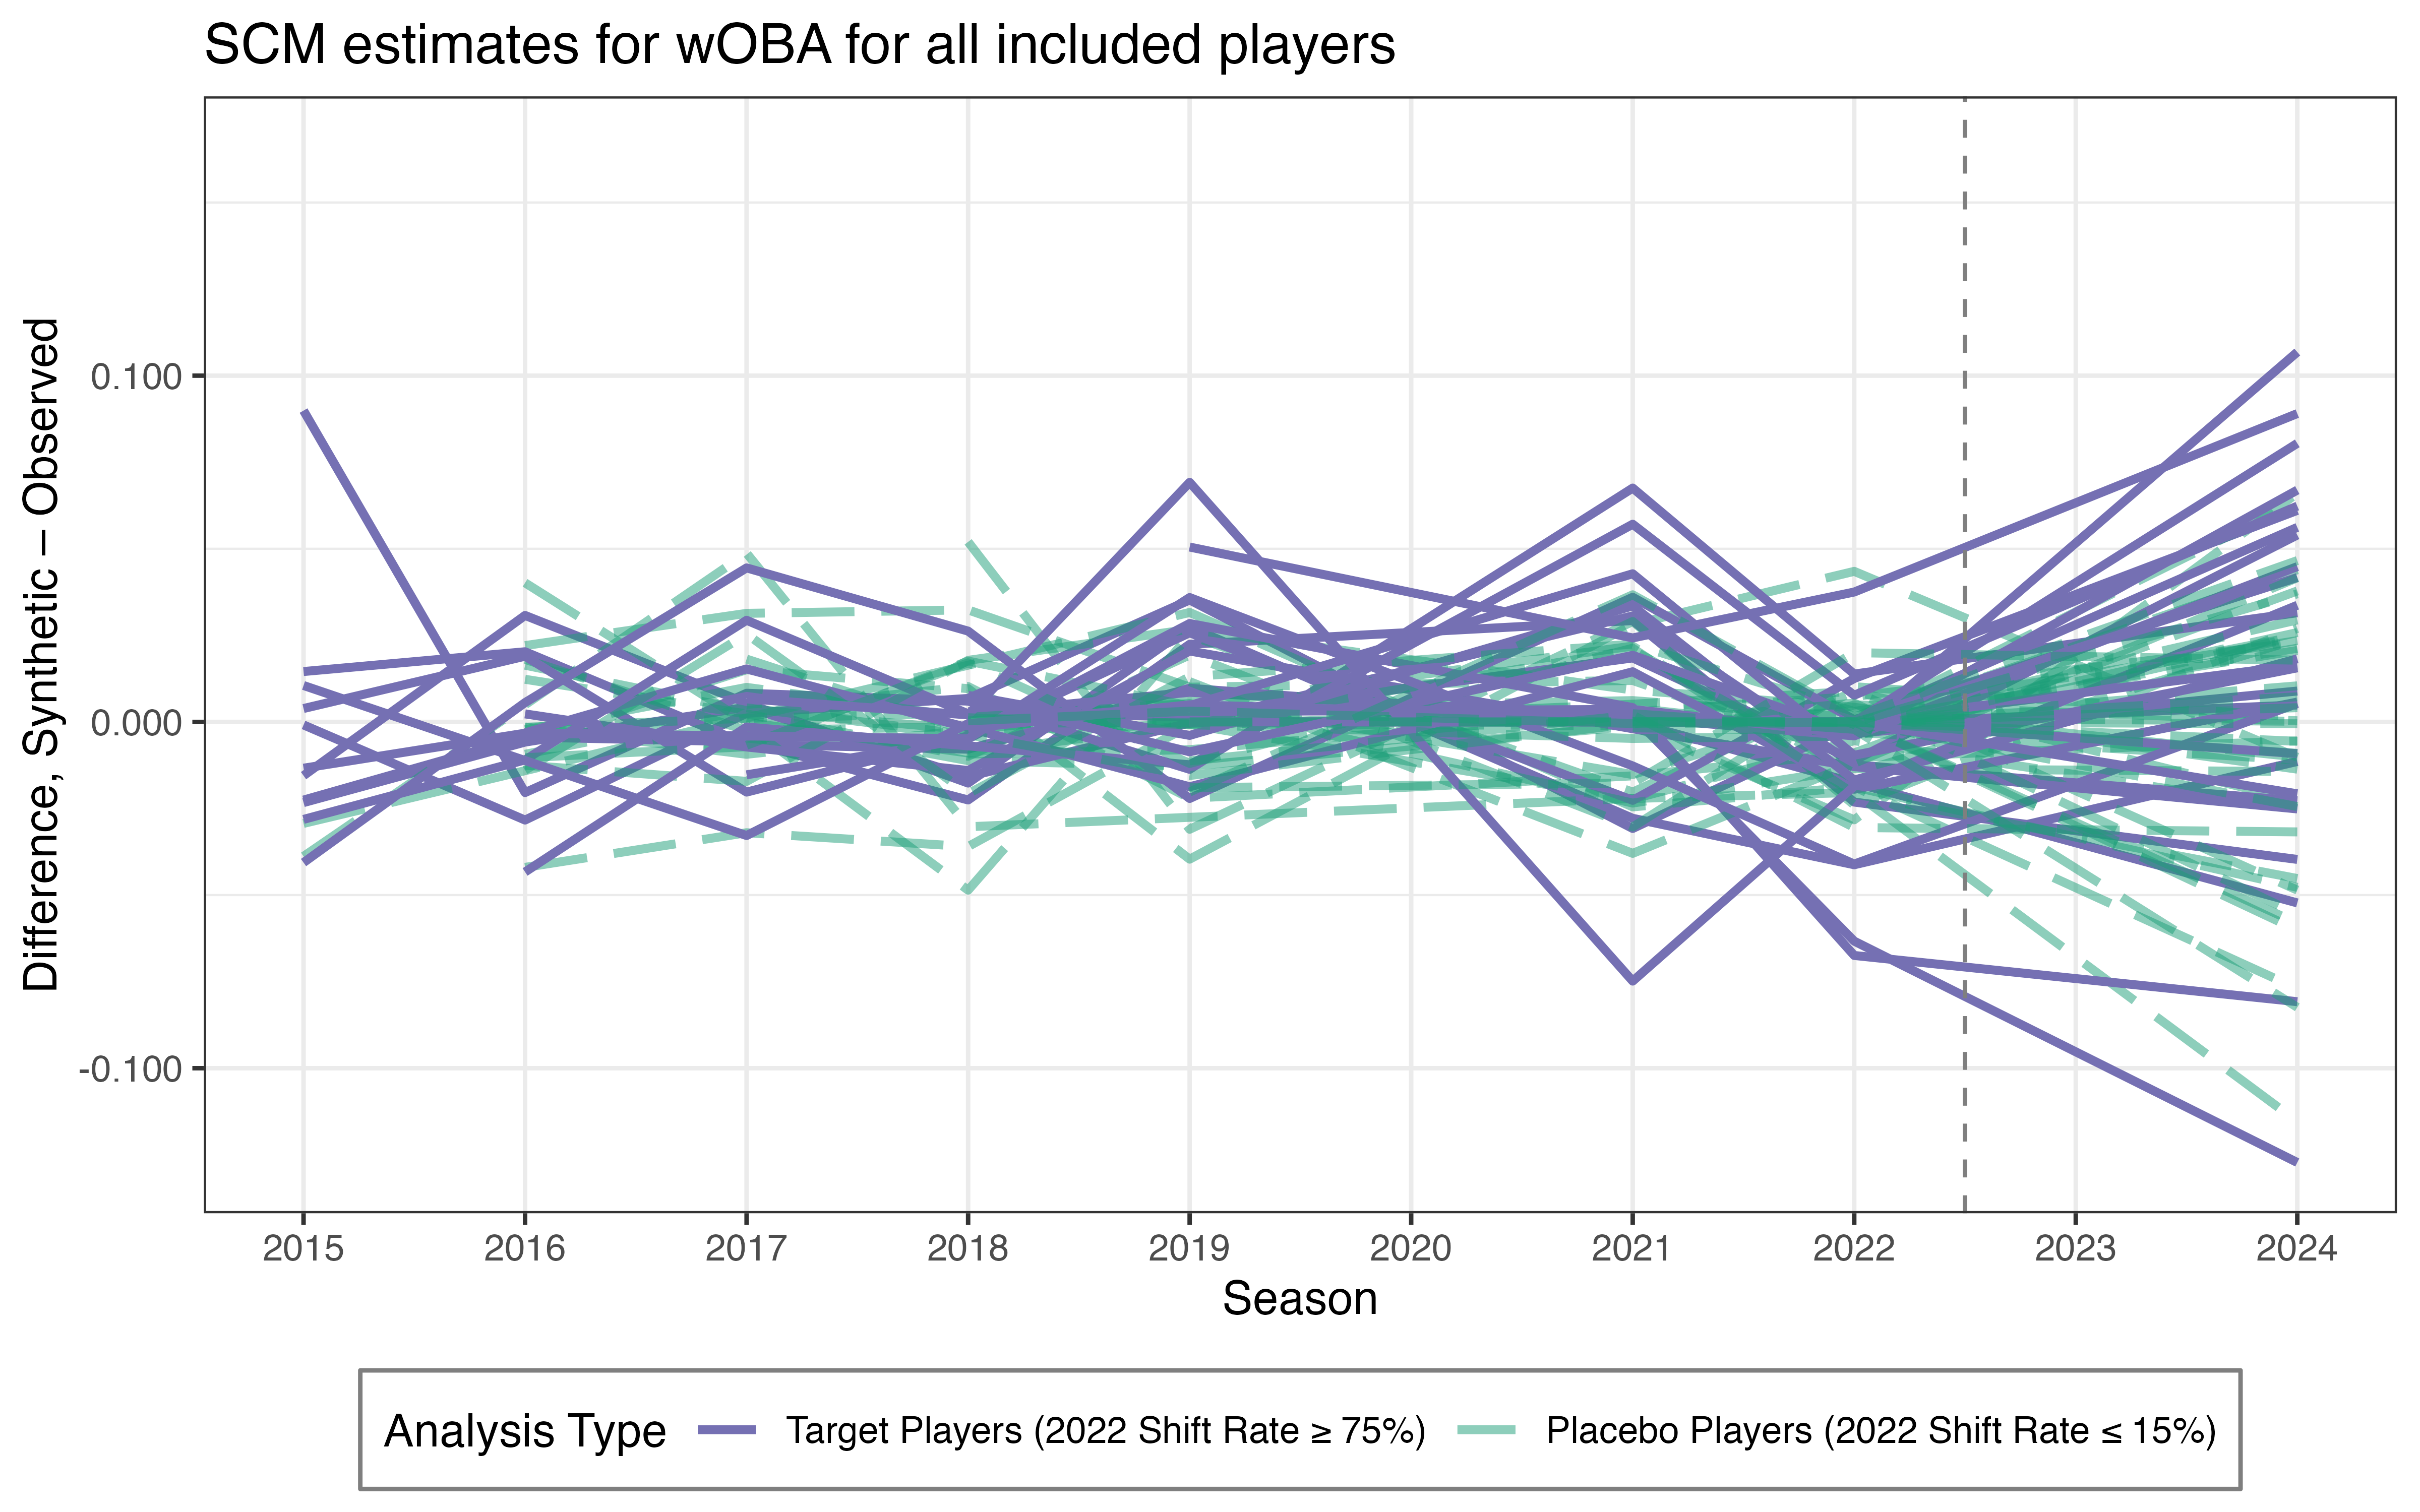 SCM estimates for wOBA for all included players
Difference, Synthetic – Observed
0.100
0.000
-0.100
2015 2016 2017 2018 2019 2020 2021 2022 2023 2024
Season
Analysis Type Target Players (2022 Shift Rate ≥ 75%) Placebo Players (2022 Shift Rate ≤ 15%)